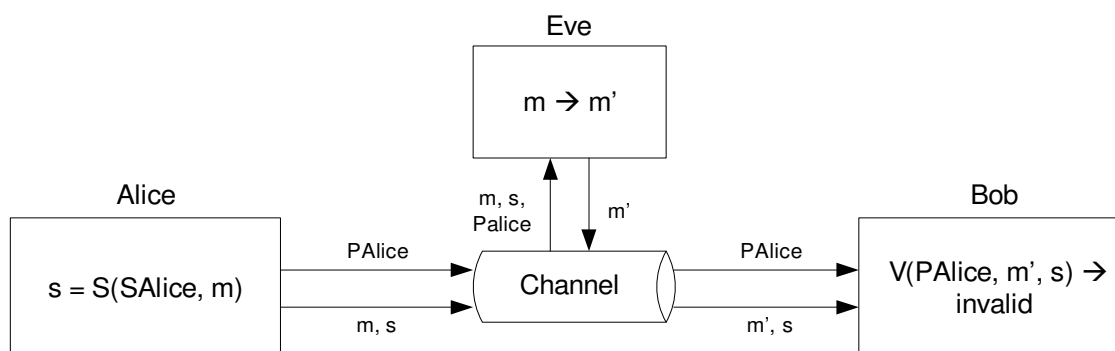 Eve
m → m’
Alice
m, s,
Palice
m’
Bob
PAlice
PAlice
s = S(SAlice, m)
Channel
V(PAlice, m’, s) →
invalid
m, s
m’, s